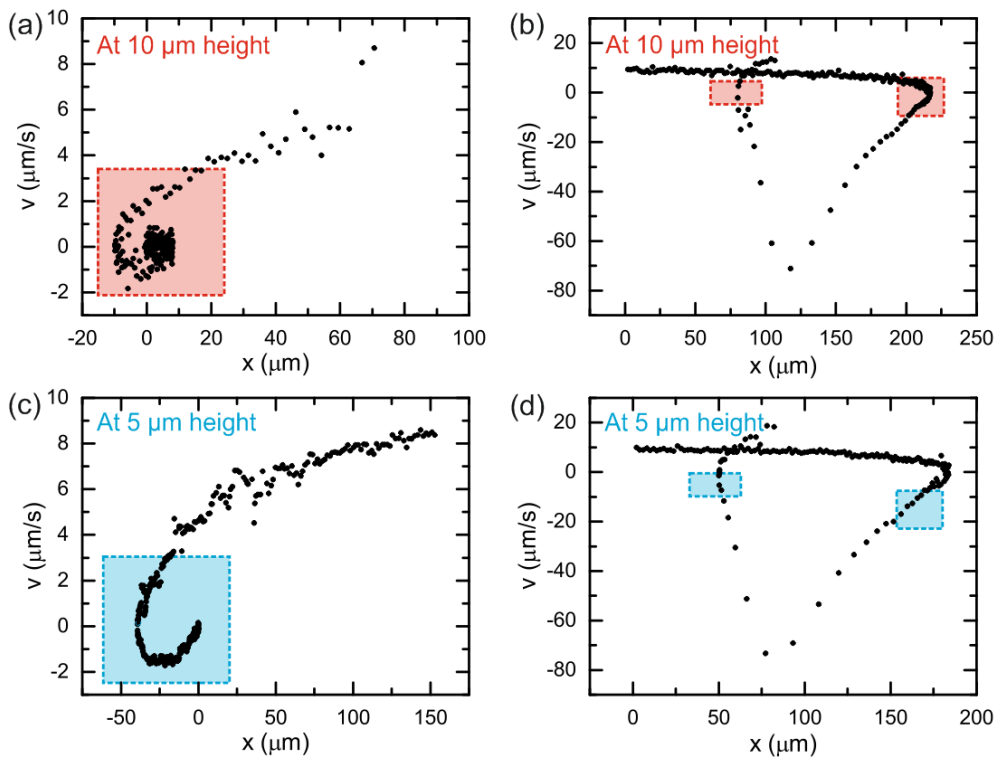 (a)
At 10 μm height
10
8
6
4
2
0
-2
v (μm/s)
-20 0 20 40 60 80 100
x (μm)
(b)
At 10 μm height
20
0
-20
-40
-60
-80
v (μm/s)
0 50 100 150 200 250
x (μm)
(c)
At 5 μm height
10
8
6
4
2
0
-2
v (μm/s)
-50 0 50 100 150
x (μm)
(d)
At 5 μm height
20
0
-20
-40
-60
-80
v (μm/s)
0 50 100 150 200
x (μm)